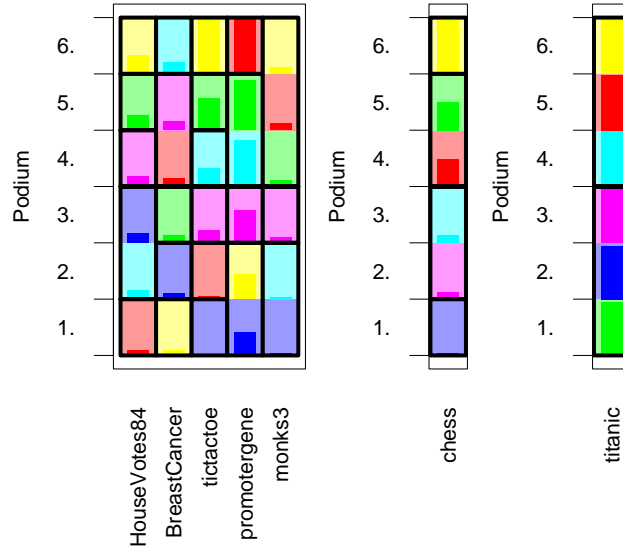 Podium
6.
5.
4.
3.
2.
1.
HouseVotes84
BreastCancer
tictactoe
promotergene
monks3
Podium
6.
5.
4.
3.
2.
1.
chess
Podium
6.
5.
4.
3.
2.
1.
titanic